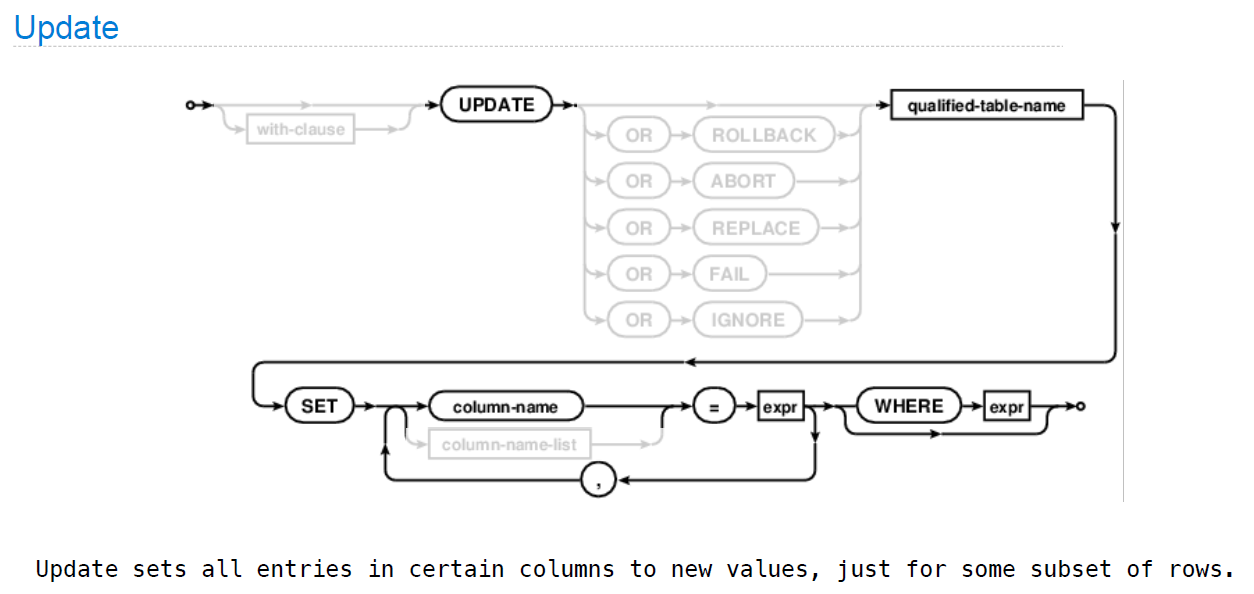 Update
with-clause UPDATE qualified-table-name
OR ROLLBACK
OR ABORT
OR REPLACE
OR FAIL
OR IGNORE
SET column-name = expr WHERE expr
column-name-list
,
Update sets all entries in certain columns to new values, just for some subset of rows.